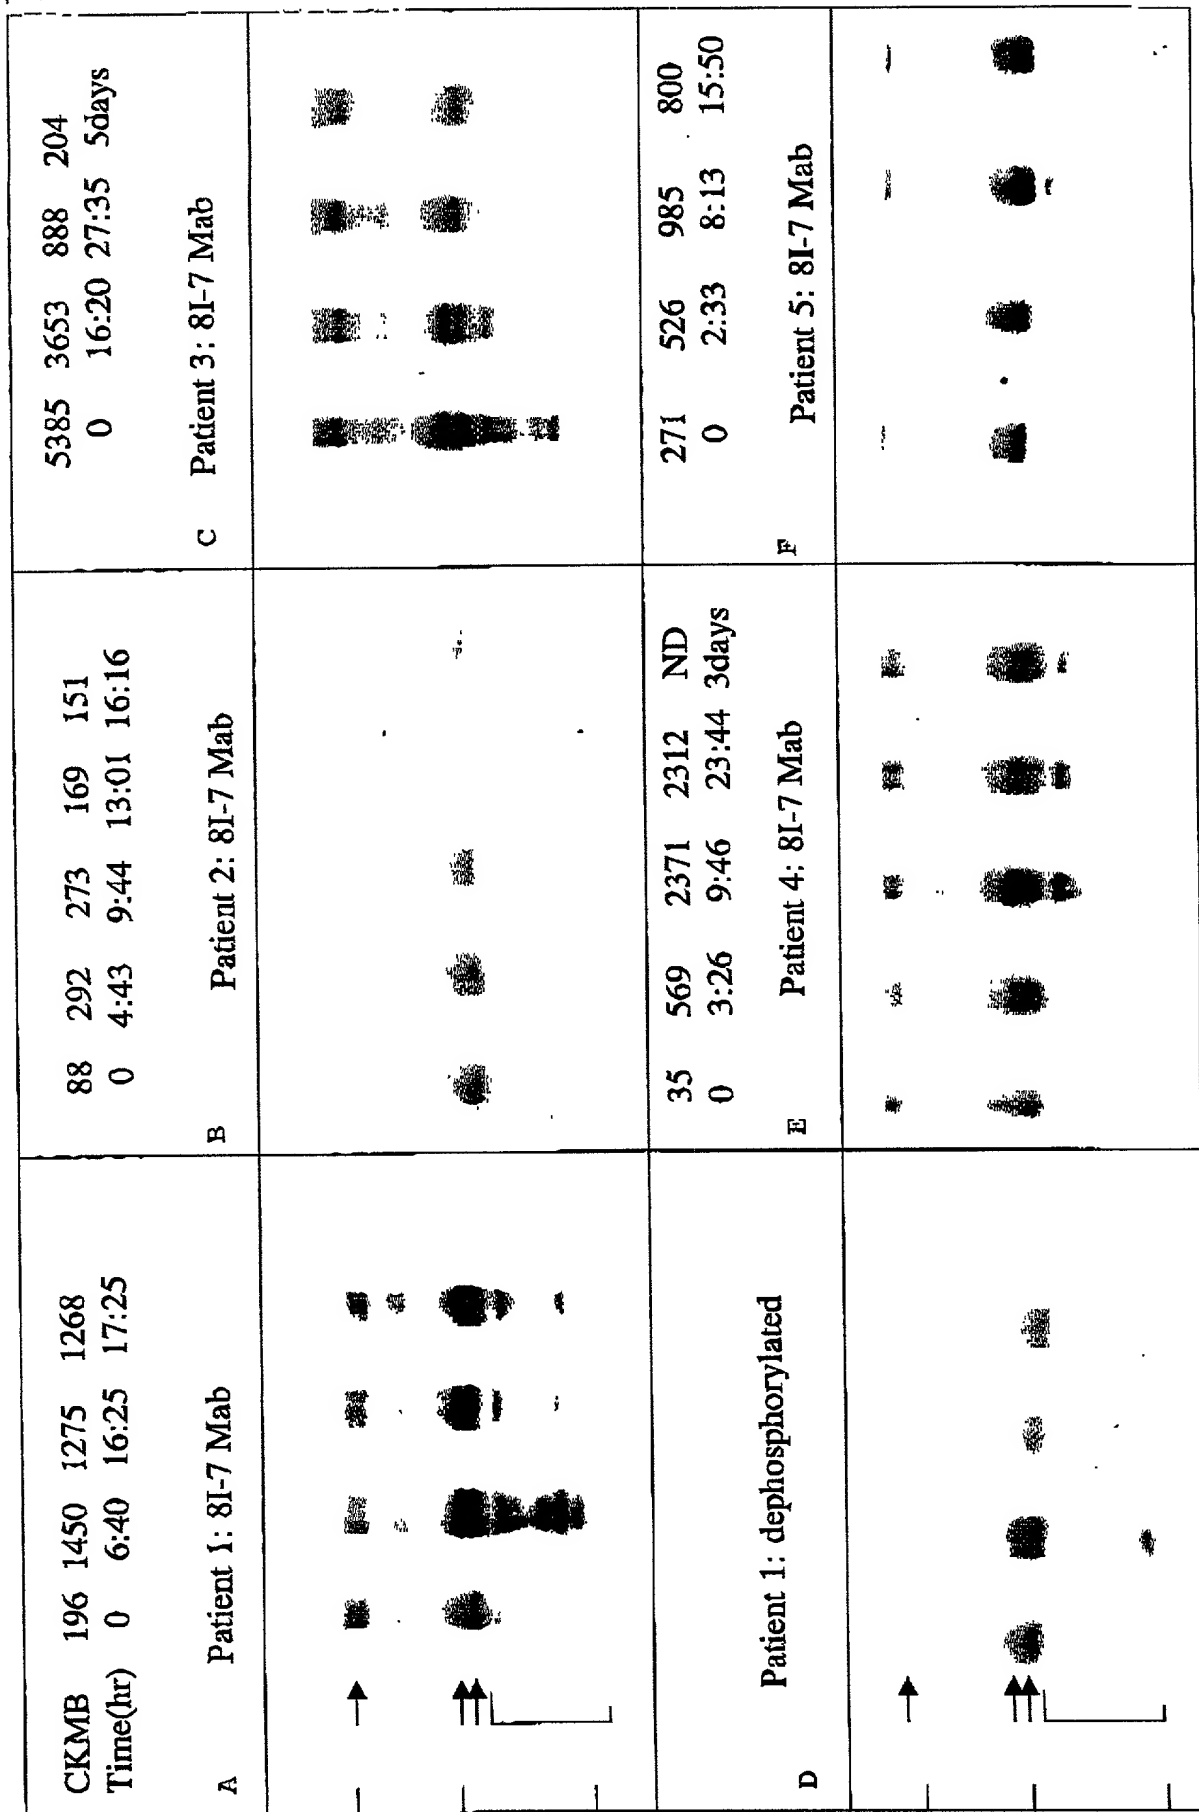 CKMB 196 1450 1275 1268
Time(hr) 0 6:40 16:25 17:25
A Patient 1: 8I-7 Mab
88 292 273 169 151
0 4:43 9:44 13:01 16:16
B Patient 2: 8I-7 Mab
5385 3653 888 204
0 16:20 27:35 5days
C Patient 3: 8I-7 Mab
D Patient 1: dephosphorylated
35 569 2371 2312 ND
0 3:26 9:46 23:44 3days
E Patient 4: 8I-7 Mab
271 526 985 800
0 2:33 8:13 15:50
F Patient 5: 8I-7 Mab